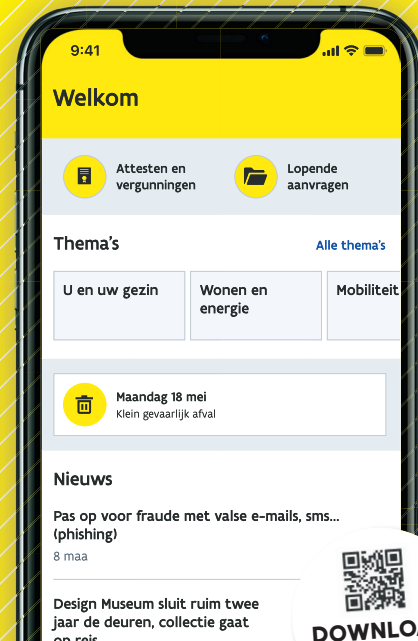 9:41
Welkom
Attesten en
vergunningen
Lopende
aanvragen
Thema's
Alle thema's
U en uw gezin
Wonen en
energie
Mobiliteit
Maandag 18 mei
Klein gevaarlijk afval
Nieuws
Pas op voor fraude met valse e-mails, sms...
(phishing)
8 maa
Design Museum sluit ruim twee
jaar de deuren, collectie gaat
op reis
DOWNLO